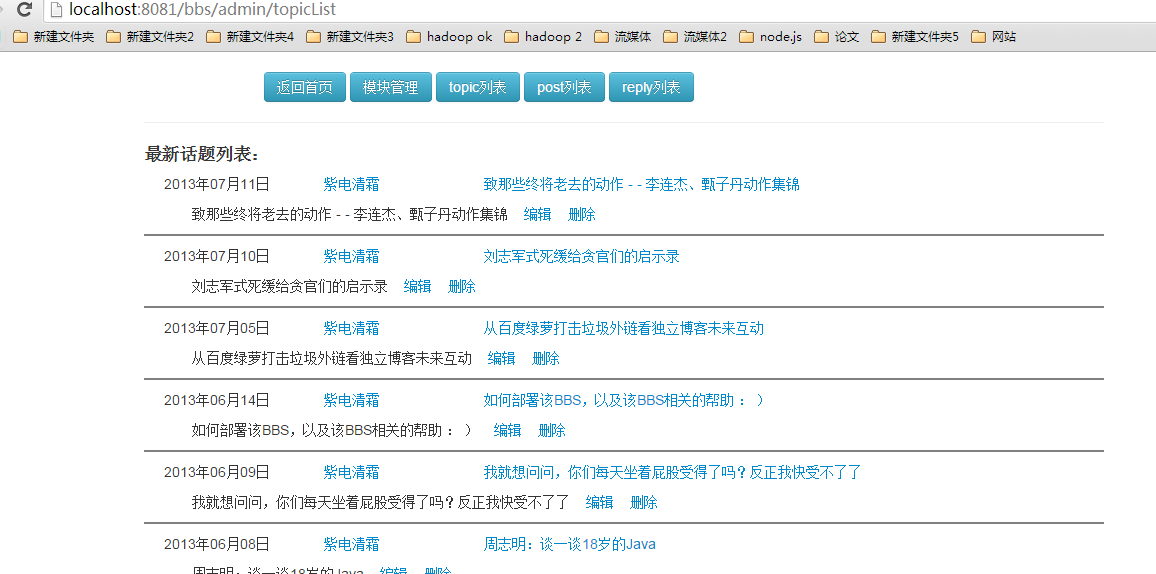 localhost:8081/bbs/admin/topicList
新建文件夹 新建文件夹2 新建文件夹4 新建文件夹3 hadoop ok hadoop 2 流媒体 流媒体2 node.js 论文 新建文件夹5 网站
返回首页 模块管理 topic列表 post列表 reply列表
最新话题列表：
2013年07月11日 紫电清霜 致那些终将老去的动作 - - 李连杰、甄子丹动作集锦
致那些终将老去的动作 - - 李连杰、甄子丹动作集锦 编辑 删除
2013年07月10日 紫电清霜 刘志军式死缓给贪官们的启示录
刘志军式死缓给贪官们的启示录 编辑 删除
2013年07月05日 紫电清霜 从百度绿萝打击垃圾外链看独立博客未来互动
从百度绿萝打击垃圾外链看独立博客未来互动 编辑 删除
2013年06月14日 紫电清霜 如何部署该BBS，以及该BBS相关的帮助 ： ）
如何部署该BBS，以及该BBS相关的帮助 ： ） 编辑 删除
2013年06月09日 紫电清霜 我就想问问，你们每天坐着屁股受得了吗？反正我快受不了了
我就想问问，你们每天坐着屁股受得了吗？反正我快受不了了 编辑 删除
2013年06月08日 紫电清霜 周志明：谈一谈18岁的Java
周志明：谈一谈18岁的Java 编辑 删除